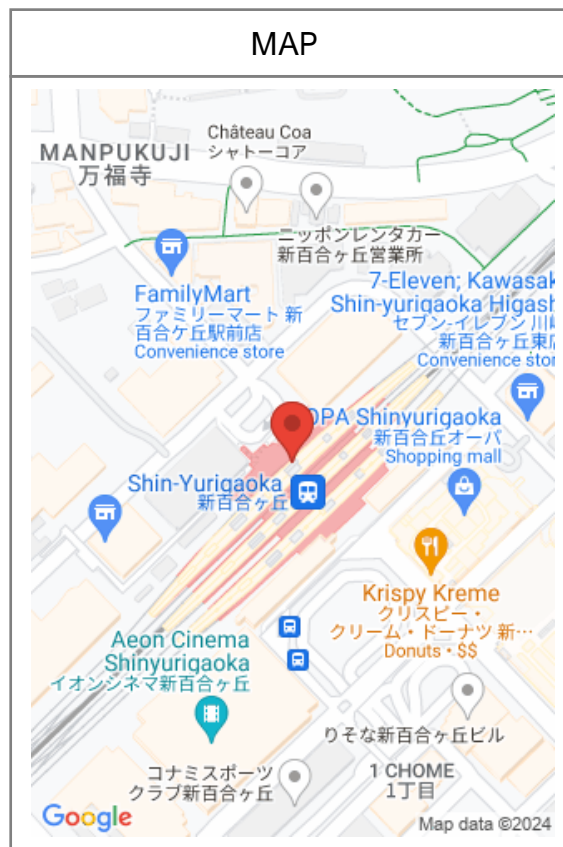 MAP
Château Coa
シャトーコア
MANPUKUJI
万福寺
ニッポンレンタカー
新百合ヶ丘営業所
FamilyMart
ファミリーマート 新
百合ケ丘駅前店
Convenience store
7-Eleven; Kawasak
Shin-yurigaoka Higash
セブン-イレブン 川崎
新百合ヶ丘東店
Convenience stor
OPA Shinyurigaoka
新百合丘オーパ
Shopping mall
Shin-Yurigaoka
新百合ヶ丘
Krispy Kreme
クリスピー・
クリーム・ドーナツ 新…
Donuts・$$
Aeon Cinema
Shinyurigaoka
イオンシネマ新百合ヶ丘
りそな新百合ヶ丘ビル
コナミスポーツ
クラブ新百合ヶ丘
1 CHOME
1丁目
Google
Map data ©2024